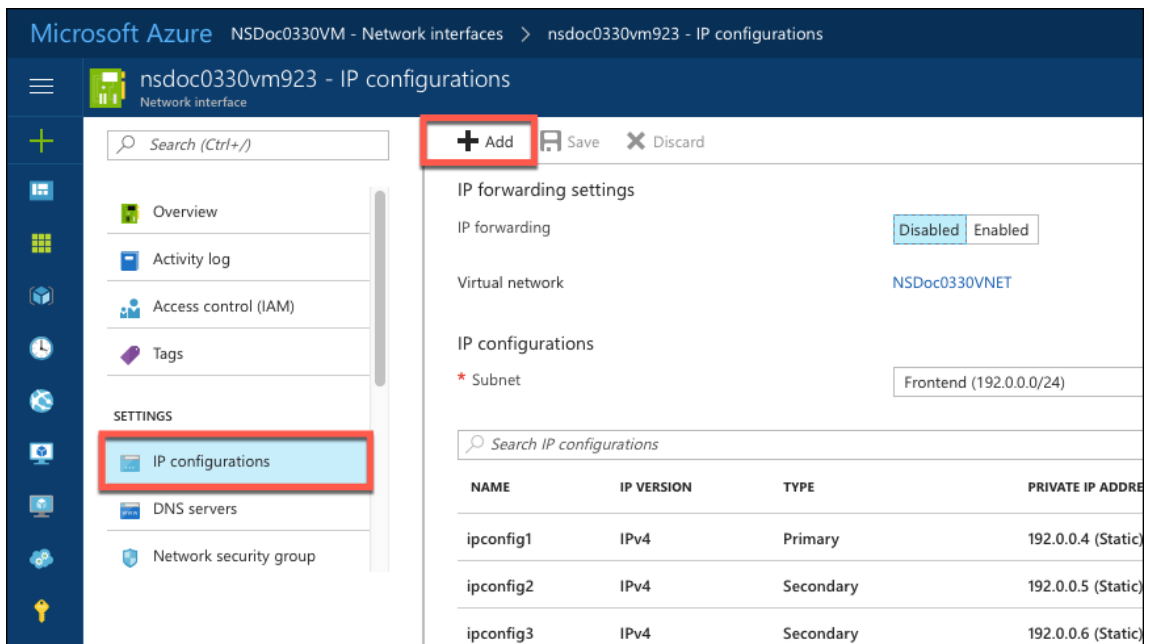 Microsoft Azure NSDoc0330VM - Network interfaces > nsdoc0330vm923 - IP configurations
nsdoc0330vm923 - IP configurations
Network interface
Search (Ctrl+/)
Overview
Activity log
Access control (IAM)
Tags
SETTINGS
IP configurations
DNS servers
Network security group
Add Save Discard
IP forwarding settings
IP forwarding Disabled Enabled
Virtual network NSDoc0330VNET
IP configurations
* Subnet Frontend (192.0.0.0/24)
Search IP configurations
NAME IP VERSION TYPE PRIVATE IP ADDRE
ipconfig1 IPv4 Primary 192.0.0.4 (Static)
ipconfig2 IPv4 Secondary 192.0.0.5 (Static)
ipconfig3 IPv4 Secondary 192.0.0.6 (Static)